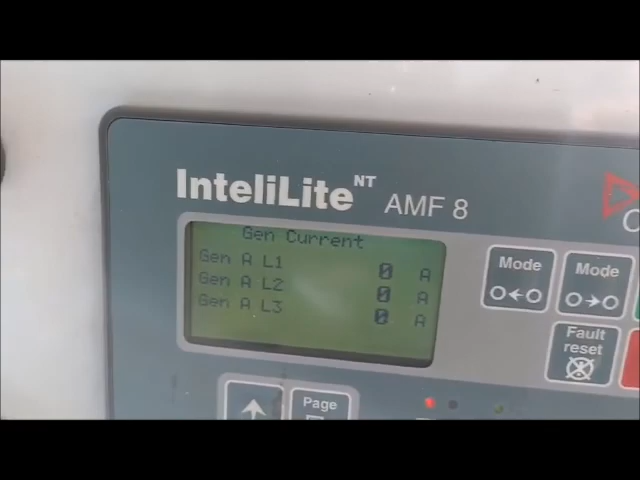 InteliLite NT AMF 8
Gen Current
Gen A L1 0 A
Gen A L2 0 A
Gen A L3 0 A
Mode
Mode
Fault
reset
Page